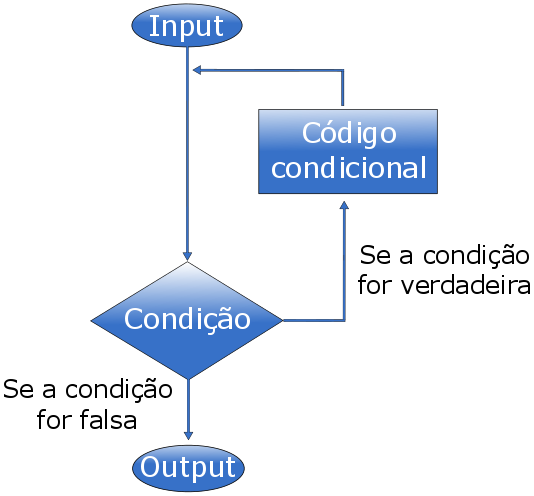 Input
Código
condicional
Se a condição
for verdadeira
Condição
Se a condição
for falsa
Output